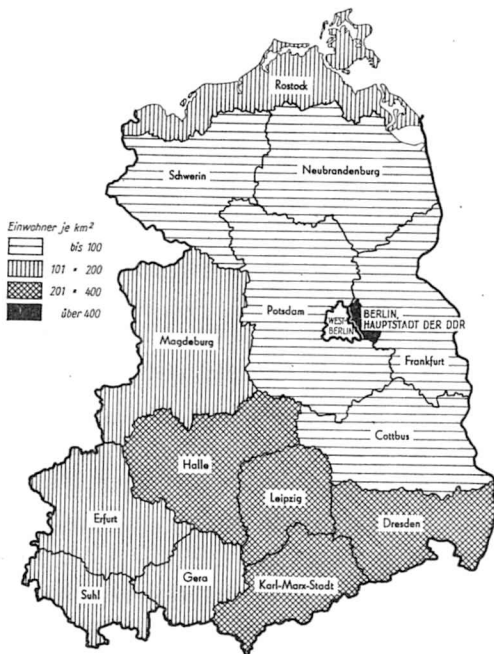 Rostock
Schwerin
Neubrandenburg
Einwohner je km²
bis 100
101 " 200
201 " 400
über 400
Potsdam
WEST-
BERLIN
BERLIN,
HAUPTSTADT DER DDR
Magdeburg
Frankfurt
Cottbus
Halle
Leipzig
Dresden
Erfurt
Gera
Karl-Marx-Stadt
Suhl